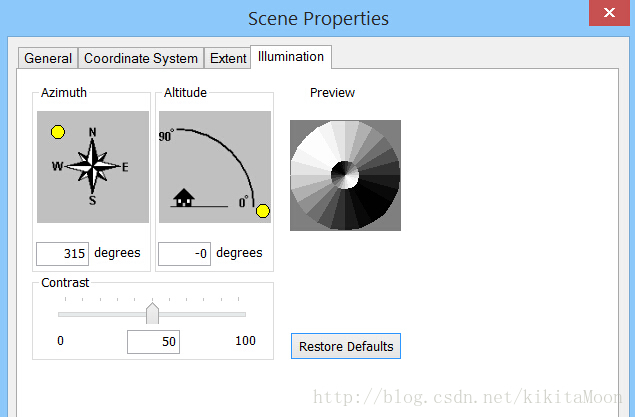 Scene Properties
General Coordinate System Extent Illumination
Azimuth Altitude Preview
N
W E
S
90°
0°
315 degrees -0 degrees
Contrast
0 50 100
Restore Defaults
http://blog.csdn.net/kikitaMoon